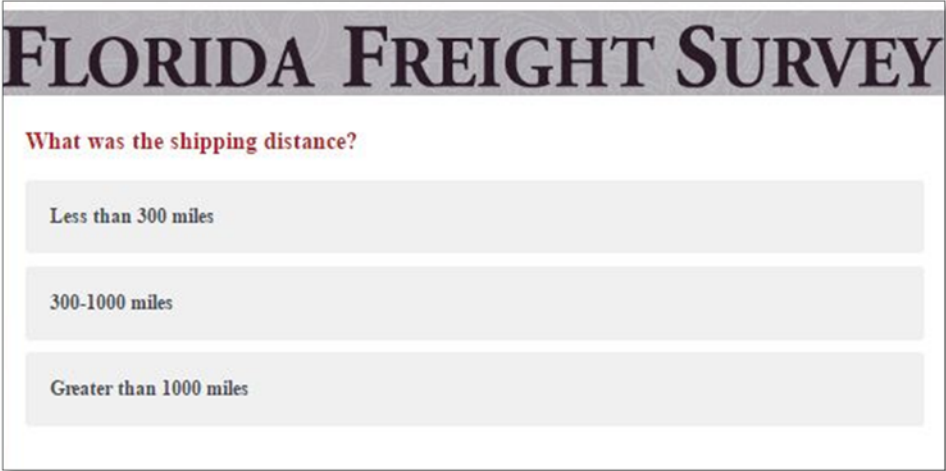 FLORIDA FREIGHT SURVEY
What was the shipping distance?
Less than 300 miles
300-1000 miles
Greater than 1000 miles